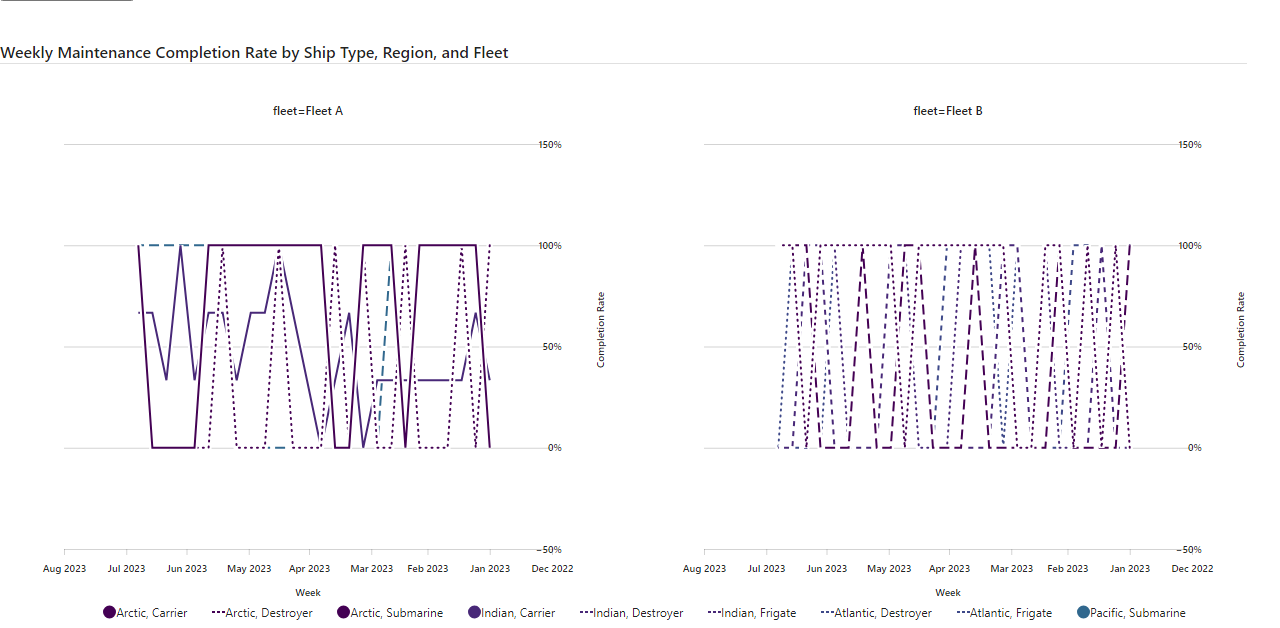 Weekly Maintenance Completion Rate by Ship Type, Region, and Fleet
fleet=Fleet A
fleet=Fleet B
150%
150%
100%
100%
50%
50%
0%
0%
−50%
−50%
Completion Rate
Completion Rate
Aug 2023 Jul 2023 Jun 2023 May 2023 Apr 2023 Mar 2023 Feb 2023 Jan 2023 Dec 2022
Aug 2023 Jul 2023 Jun 2023 May 2023 Apr 2023 Mar 2023 Feb 2023 Jan 2023 Dec 2022
Week
Week
Arctic, Carrier Arctic, Destroyer Arctic, Submarine Indian, Carrier Indian, Destroyer Indian, Frigate Atlantic, Destroyer Atlantic, Frigate Pacific, Submarine